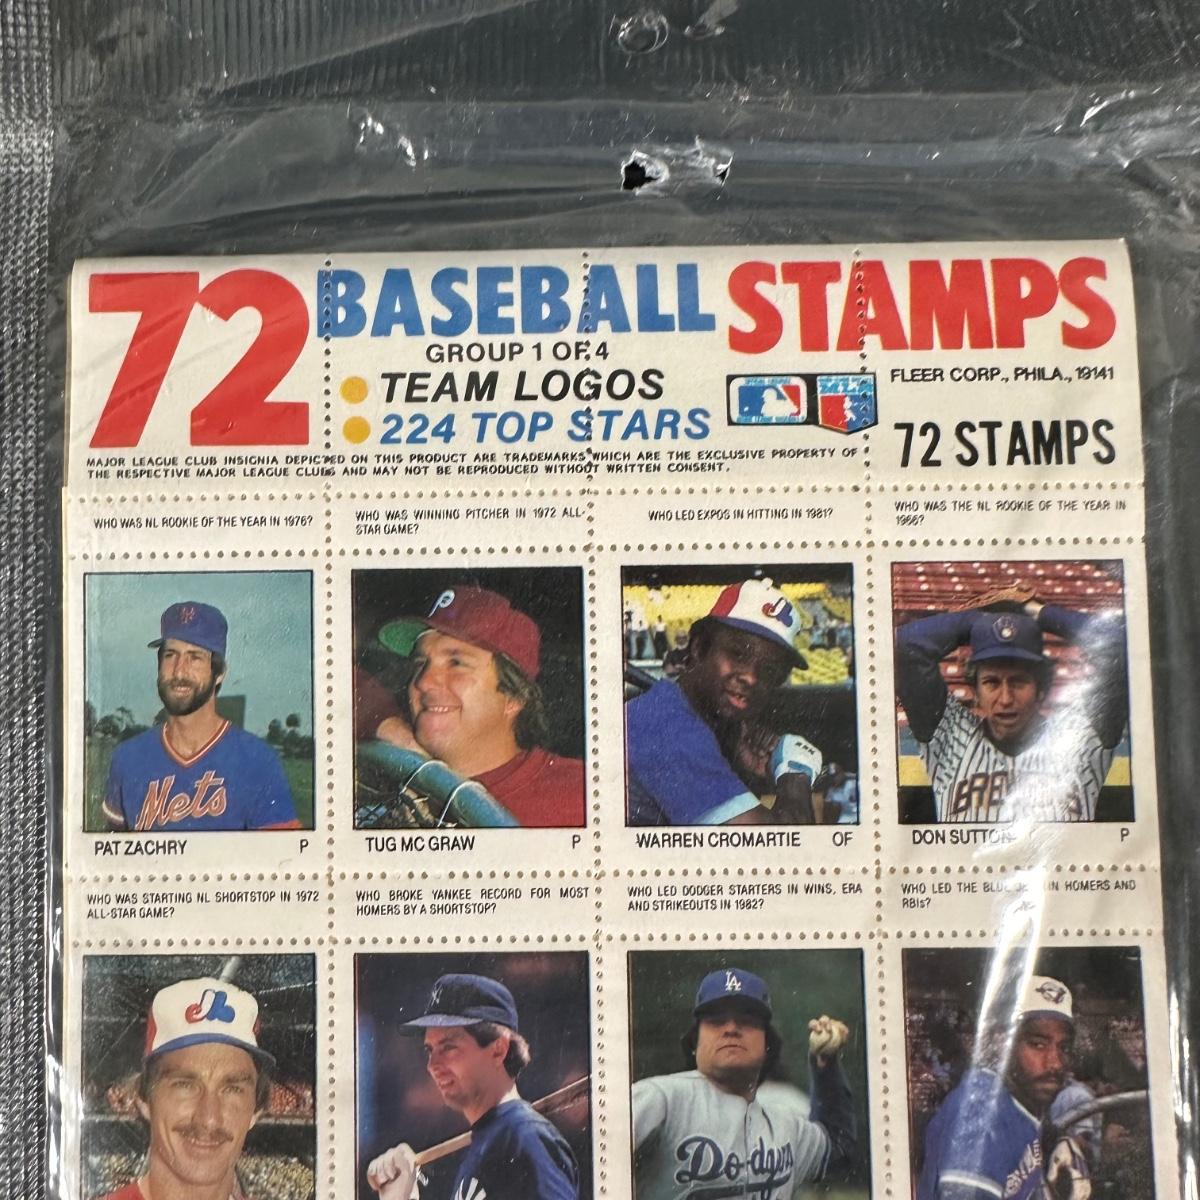 72 BASEBALL STAMPS
GROUP 1 OF 4
TEAM LOGOS
224 TOP STARS
FLEER CORP., PHILA., 19141
72 STAMPS
MAJOR LEAGUE CLUB INSIGNIA DEPICTED ON THIS PRODUCT ARE TRADEMARKS WHICH ARE THE EXCLUSIVE PROPERTY OF
THE RESPECTIVE MAJOR LEAGUE CLUBS AND MAY NOT BE REPRODUCED WITHOUT WRITTEN CONSENT.
WHO WAS NL ROOKIE OF THE YEAR IN 1976?
WHO WAS WINNING PITCHER IN 1972 ALL-
STAR GAME?
WHO LED EXPOS IN HITTING IN 1981?
WHO WAS THE NL ROOKIE OF THE YEAR IN
1966?
Mets
P
BRE
PAT ZACHRY P
TUG MC GRAW P
WARREN CROMARTIE OF
DON SUTTON P
WHO WAS STARTING NL SHORTSTOP IN 1972
ALL-STAR GAME?
WHO BROKE YANKEE RECORD FOR MOST
HOMERS BY A SHORTSTOP?
WHO LED DODGER STARTERS IN WINS, ERA
AND STRIKEOUTS IN 1982?
WHO LED THE BLUE IN HOMERS AND
RBIs?
LA
Dodgers